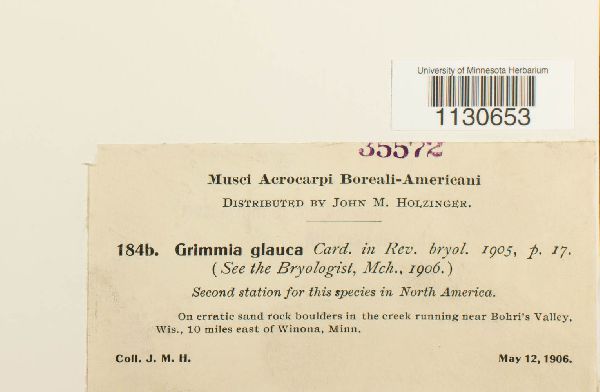 University of Minnesota Herbarium
1130653
35572
Musci Acrocarpi Boreali-Americani
Distributed by John M. Holzinger.
184b. Grimmia glauca Card. in Rev. bryol. 1905, p. 17.
(See the Bryologist, Mch., 1906.)
Second station for this species in North America.
On erratic sand rock boulders in the creek running near Bohri's Valley,
Wis., 10 miles east of Winona, Minn.
Coll. J. M. H. May 12, 1906.